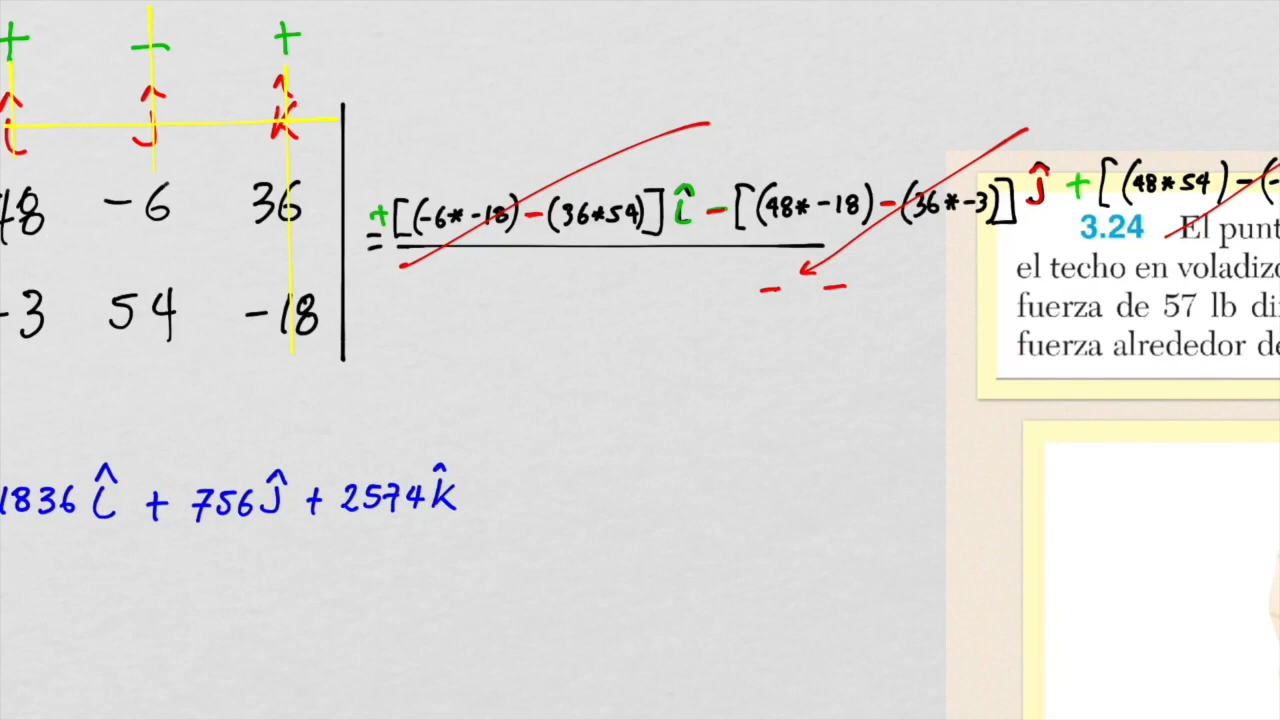 + − +
î ĵ k̂
48 -6 36
-3 54 -18
= +[(-6*-18)-(36*54)] î - [(48*-18)-(36*-3)] ĵ + [(48*54)-(-
- -
1836 î + 756 ĵ + 2574 k̂
3.24 El punt
el techo en voladizo
fuerza de 57 lb di
fuerza alrededor de